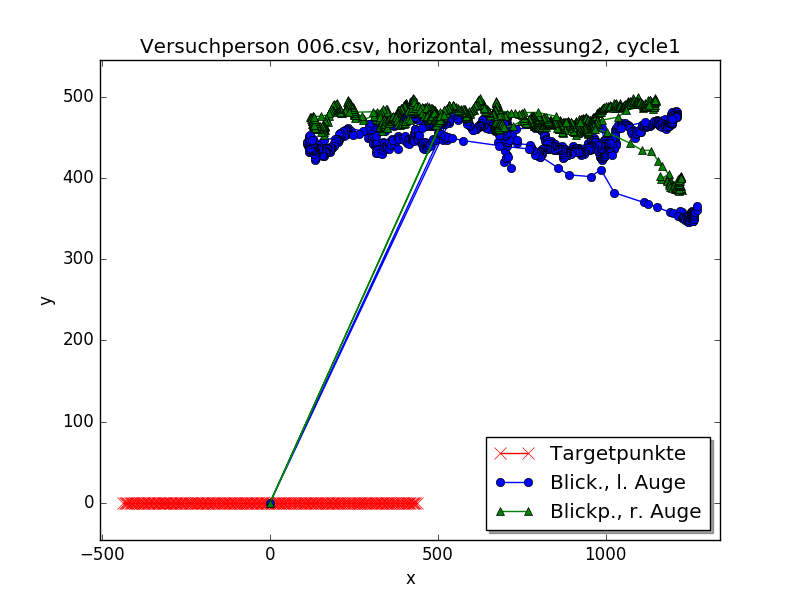 Versuchperson 006.csv, horizontal, messung2, cycle1
y
500
400
300
200
100
0
−500
0
500
1000
x
Targetpunkte
Blick., l. Auge
Blickp., r. Auge